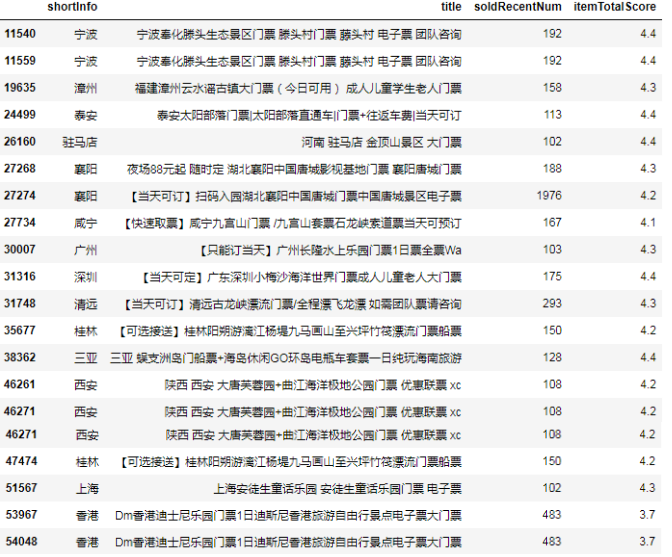 shortInfo title soldRecentNum itemTotalScore
11540 宁波 宁波奉化滕头生态景区门票 滕头村门票 藤头村 电子票 团队咨询 192 4.4
11559 宁波 宁波奉化滕头生态景区门票 滕头村门票 藤头村 电子票 团队咨询 192 4.4
19635 漳州 福建漳州云水谣古镇大门票（今日可用） 成人儿童学生老人门票 158 4.3
24499 泰安 泰安太阳部落门票|太阳部落直通车|门票+往返车费|当天可订 113 4.4
26160 驻马店 河南 驻马店 金顶山景区 大门票 102 4.4
27268 襄阳 夜场88元起 随时定 湖北襄阳中国唐城影视基地门票 襄阳唐城门票 188 4.3
27274 襄阳 【当天可订】扫码入园湖北襄阳中国唐城门票中国唐城景区电子票 1976 4.2
27734 咸宁 【快速取票】咸宁九宫山门票 /九宫山套票石龙峡索道票当天可预订 167 4.1
30007 广州 【只能订当天】广州长隆水上乐园门票1日票全票Wa 103 4.3
31316 深圳 【当天可定】广东深圳小梅沙海洋世界门票成人儿童老人大门票 175 4.4
31748 清远 【当天可订】清远古龙峡漂流门票/全程漂飞龙漂 如需团队票请咨询 293 4.3
35677 桂林 【可选接送】桂林阳朔游漓江杨堤九马画山至兴坪竹筏漂流门票船票 150 4.2
38362 三亚 三亚 蜈支洲岛门船票+海岛休闲GO环岛电瓶车套票一日纯玩海南旅游 128 4.4
46261 西安 陕西 西安 大唐芙蓉园+曲江海洋极地公园门票 优惠联票 xc 108 4.2
46271 西安 陕西 西安 大唐芙蓉园+曲江海洋极地公园门票 优惠联票 xc 108 4.2
46271 西安 陕西 西安 大唐芙蓉园+曲江海洋极地公园门票 优惠联票 xc 108 4.2
47474 桂林 【可选接送】桂林阳朔游漓江杨堤九马画山至兴坪竹筏漂流门票船票 150 4.2
51567 上海 上海安徒生童话乐园 安徒生童话乐园门票 电子票 102 4.3
53967 香港 Dm香港迪士尼乐园门票1日迪斯尼香港旅游自由行景点电子票大门票 483 3.7
54048 香港 Dm香港迪士尼乐园门票1日迪斯尼香港旅游自由行景点电子票大门票 483 3.7